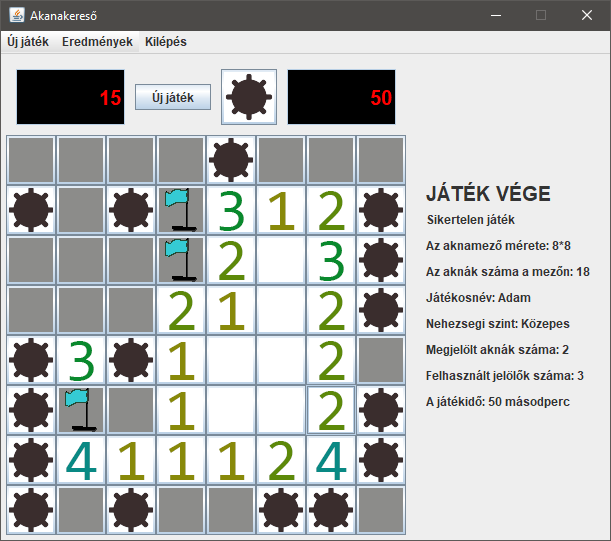 Akanakereső
Új játék Eredmények Kilépés
15 Új játék 50
3 1 2
2 3
2 1 2
3 1 2
1 2
4 1 1 1 2 4
JÁTÉK VÉGE
Sikertelen játék
Az aknamező mérete: 8*8
Az aknák száma a mezőn: 18
Játékosnév: Adam
Nehezsegi szint: Közepes
Megjelölt aknák száma: 2
Felhasznált jelölők száma: 3
A játékidő: 50 másodperc